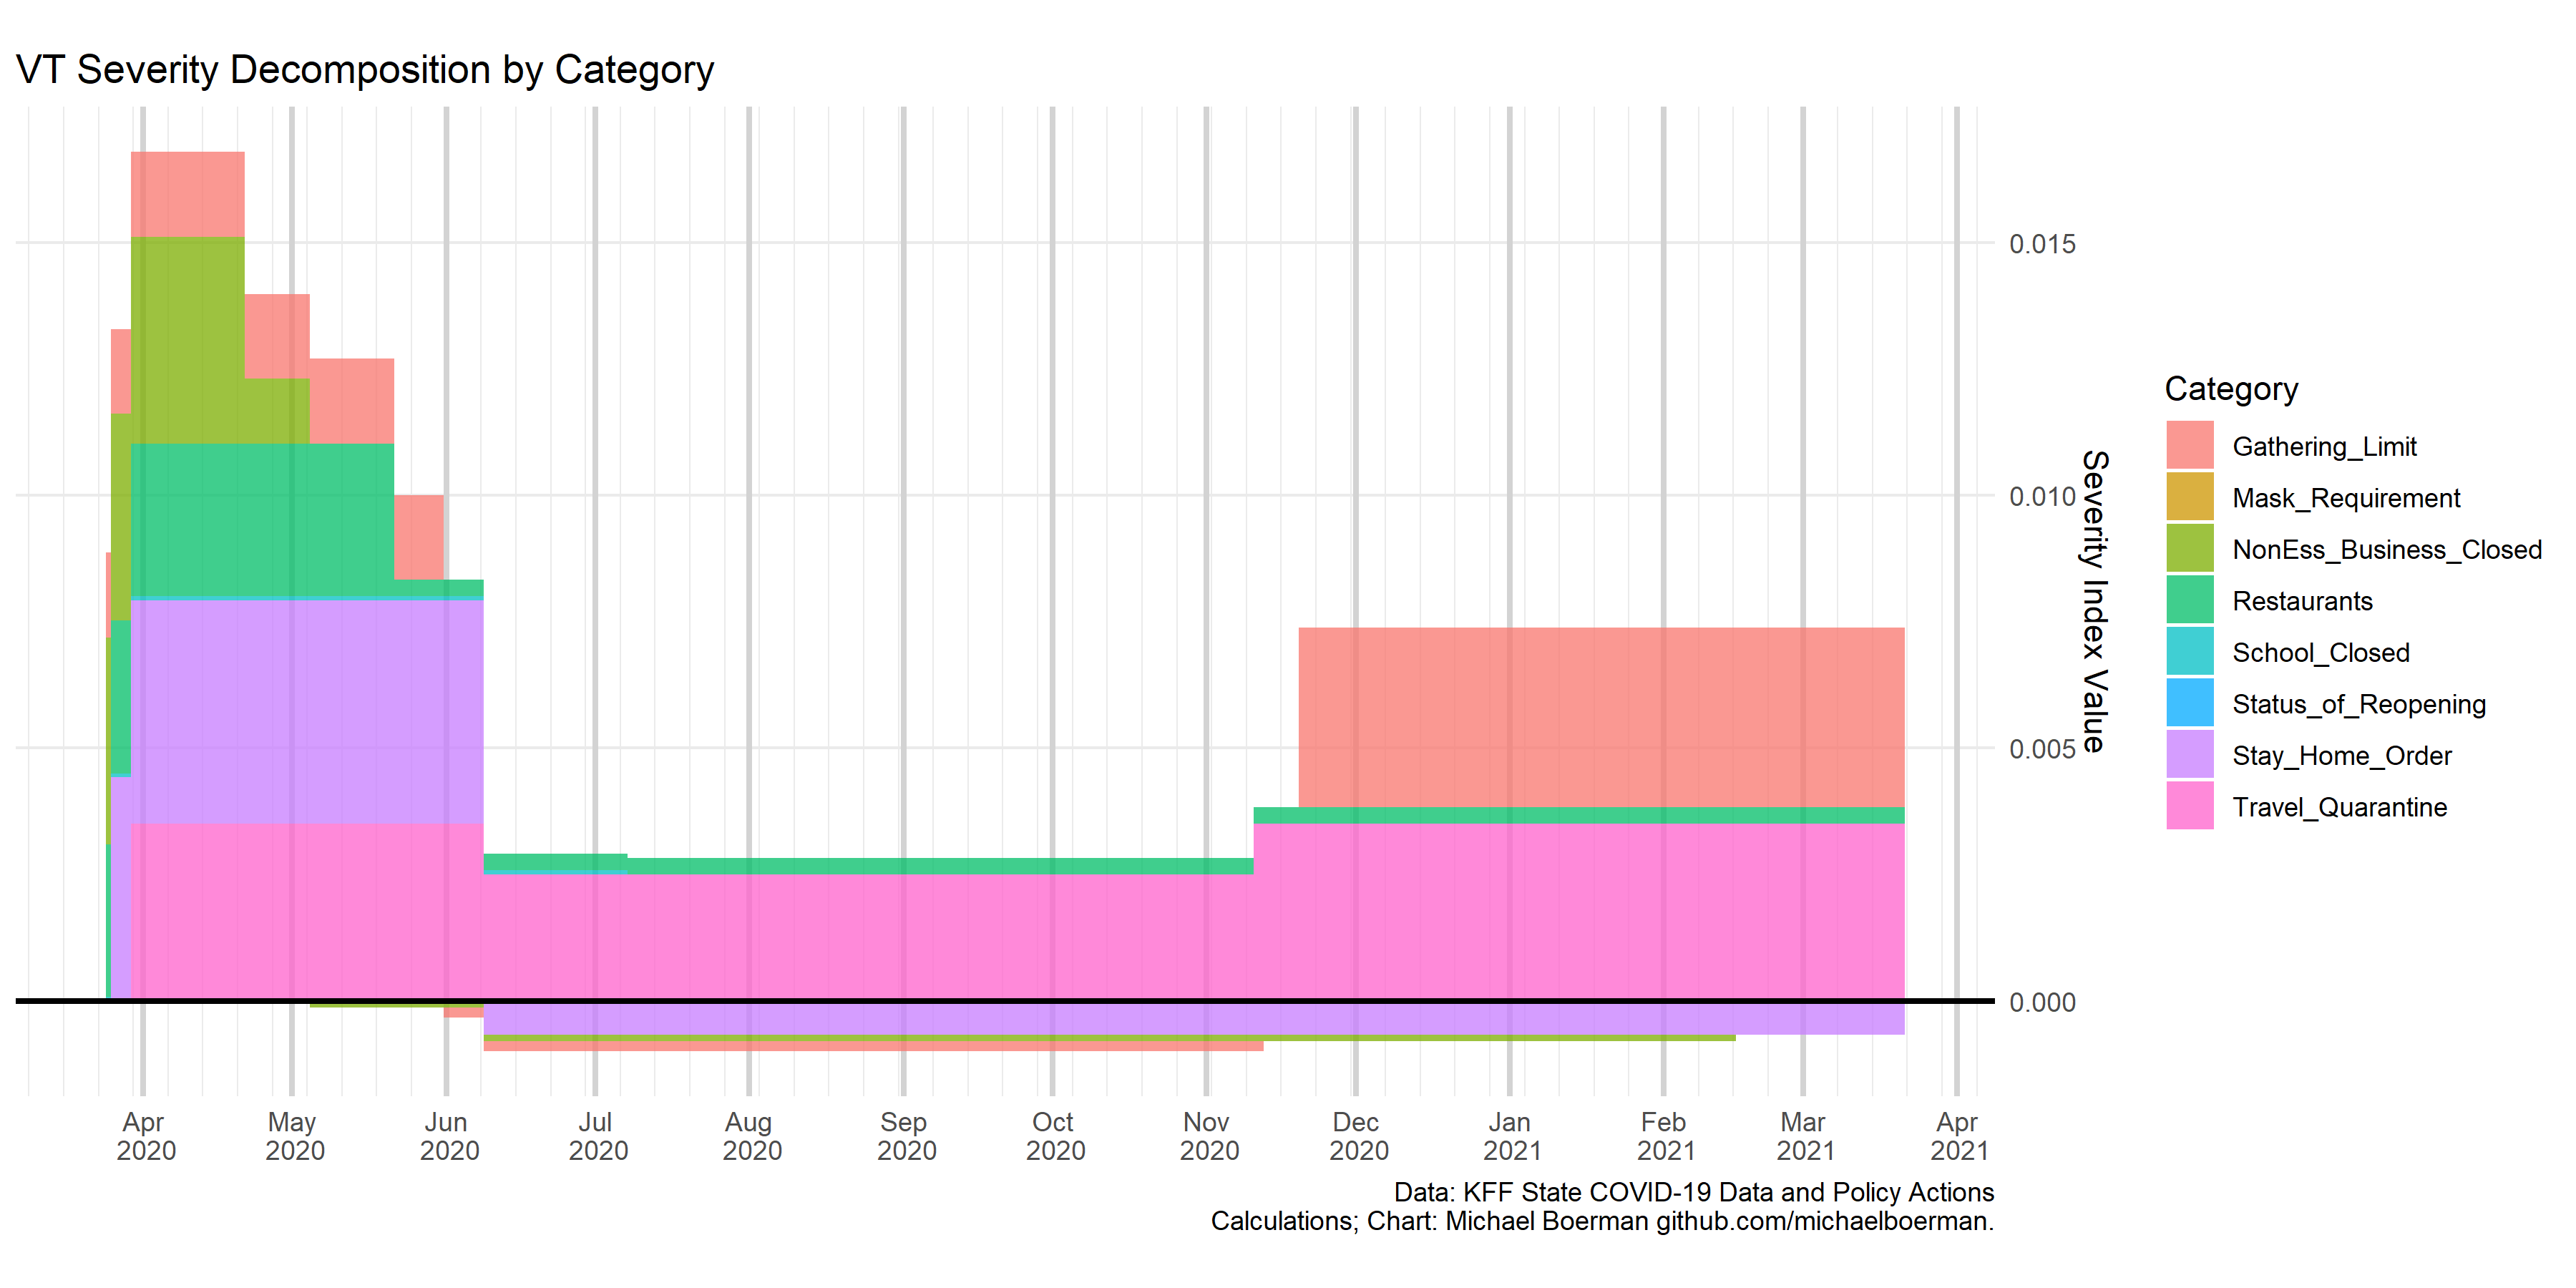 VT Severity Decomposition by Category
0.015
0.010
0.005
0.000
Severity Index Value
Apr
2020
May
2020
Jun
2020
Jul
2020
Aug
2020
Sep
2020
Oct
2020
Nov
2020
Dec
2020
Jan
2021
Feb
2021
Mar
2021
Apr
2021
Category
Gathering_Limit
Mask_Requirement
NonEss_Business_Closed
Restaurants
School_Closed
Status_of_Reopening
Stay_Home_Order
Travel_Quarantine
Data: KFF State COVID-19 Data and Policy Actions
Calculations; Chart: Michael Boerman github.com/michaelboerman.